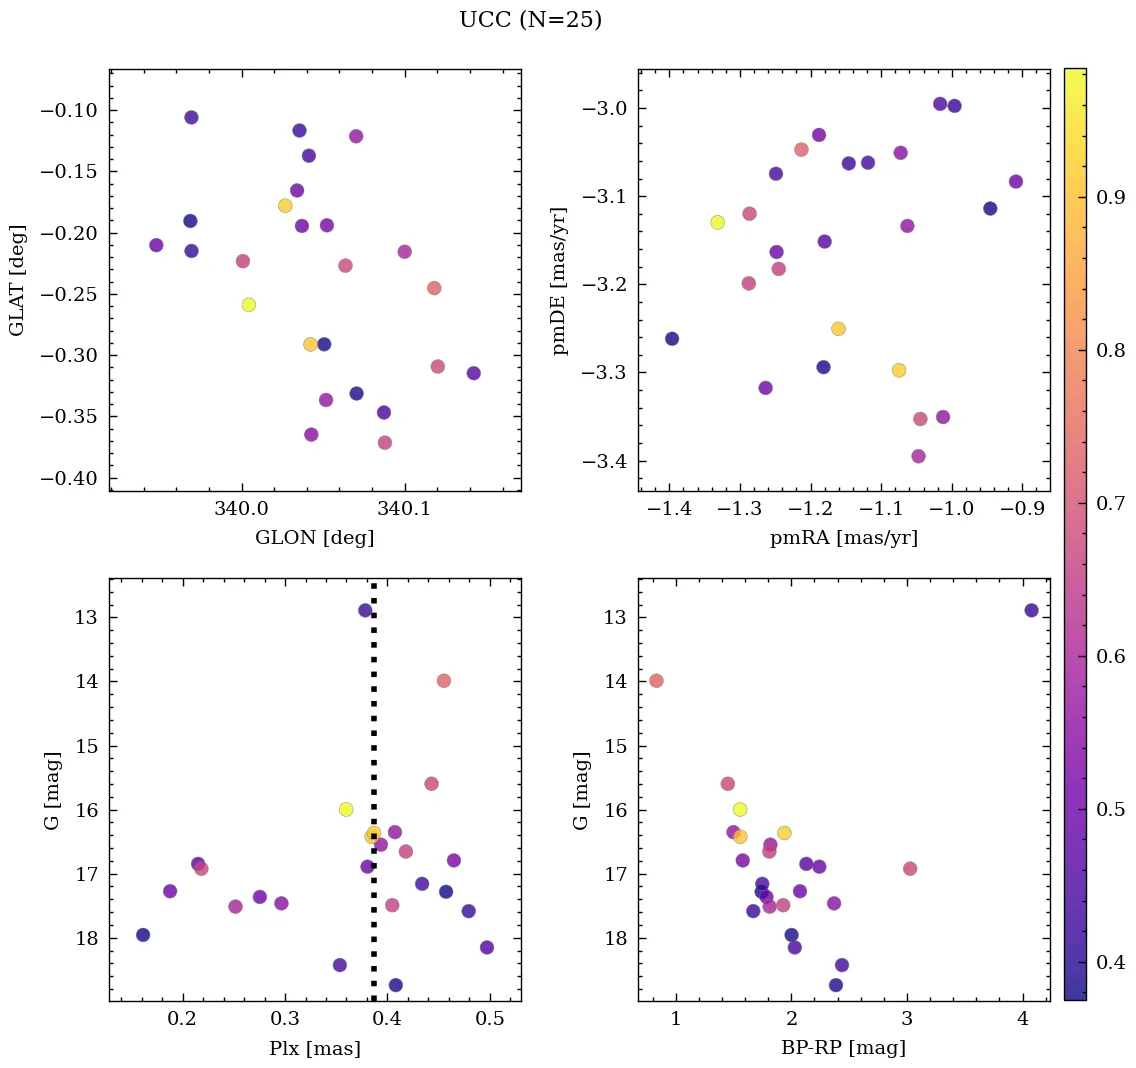 UCC (N=25)
−0.10
−0.15
−0.20
−0.25
−0.30
−0.35
−0.40
GLAT [deg]
340.0 340.1
GLON [deg]
−3.0
−3.1
−3.2
−3.3
−3.4
pmDE [mas/yr]
−1.4 −1.3 −1.2 −1.1 −1.0 −0.9
pmRA [mas/yr]
0.9
0.8
0.7
0.6
0.5
0.4
13
14
15
16
17
18
G [mag]
0.2 0.3 0.4 0.5
Plx [mas]
13
14
15
16
17
18
G [mag]
1 2 3 4
BP-RP [mag]